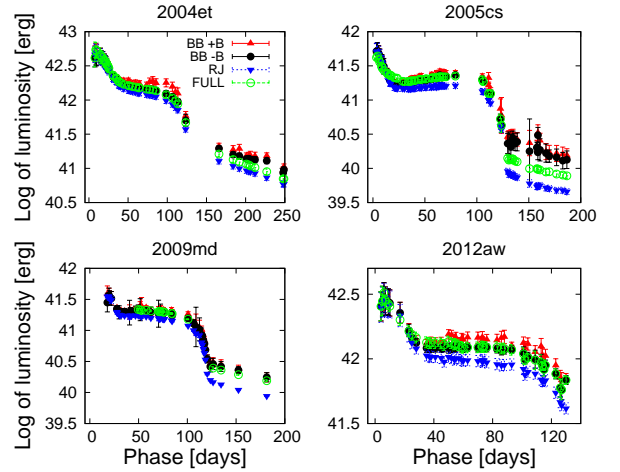 2004et
2005cs
Log of luminosity [erg]
43
42.5
42
41.5
41
40.5
0 50 100 150 200 250
BB +B
BB -B
RJ
FULL
42
41.5
41
40.5
40
39.5
0 50 100 150 200
2009md
2012aw
Log of luminosity [erg]
42
41.5
41
40.5
40
39.5
0 50 100 150 200
Phase [days]
42.5
42
41.5
0 20 40 60 80 100 120
Phase [days]